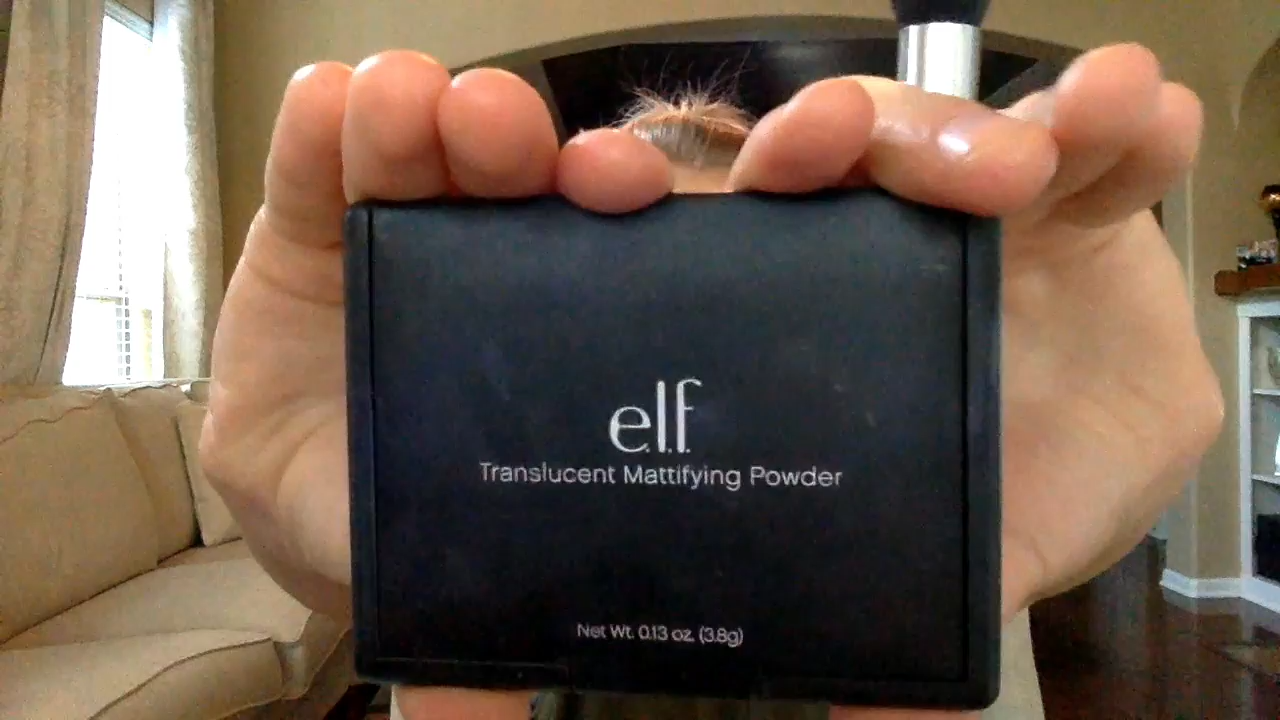 e.l.f.
Translucent Mattifying Powder
Net Wt. 0.13 oz. (3.8g)